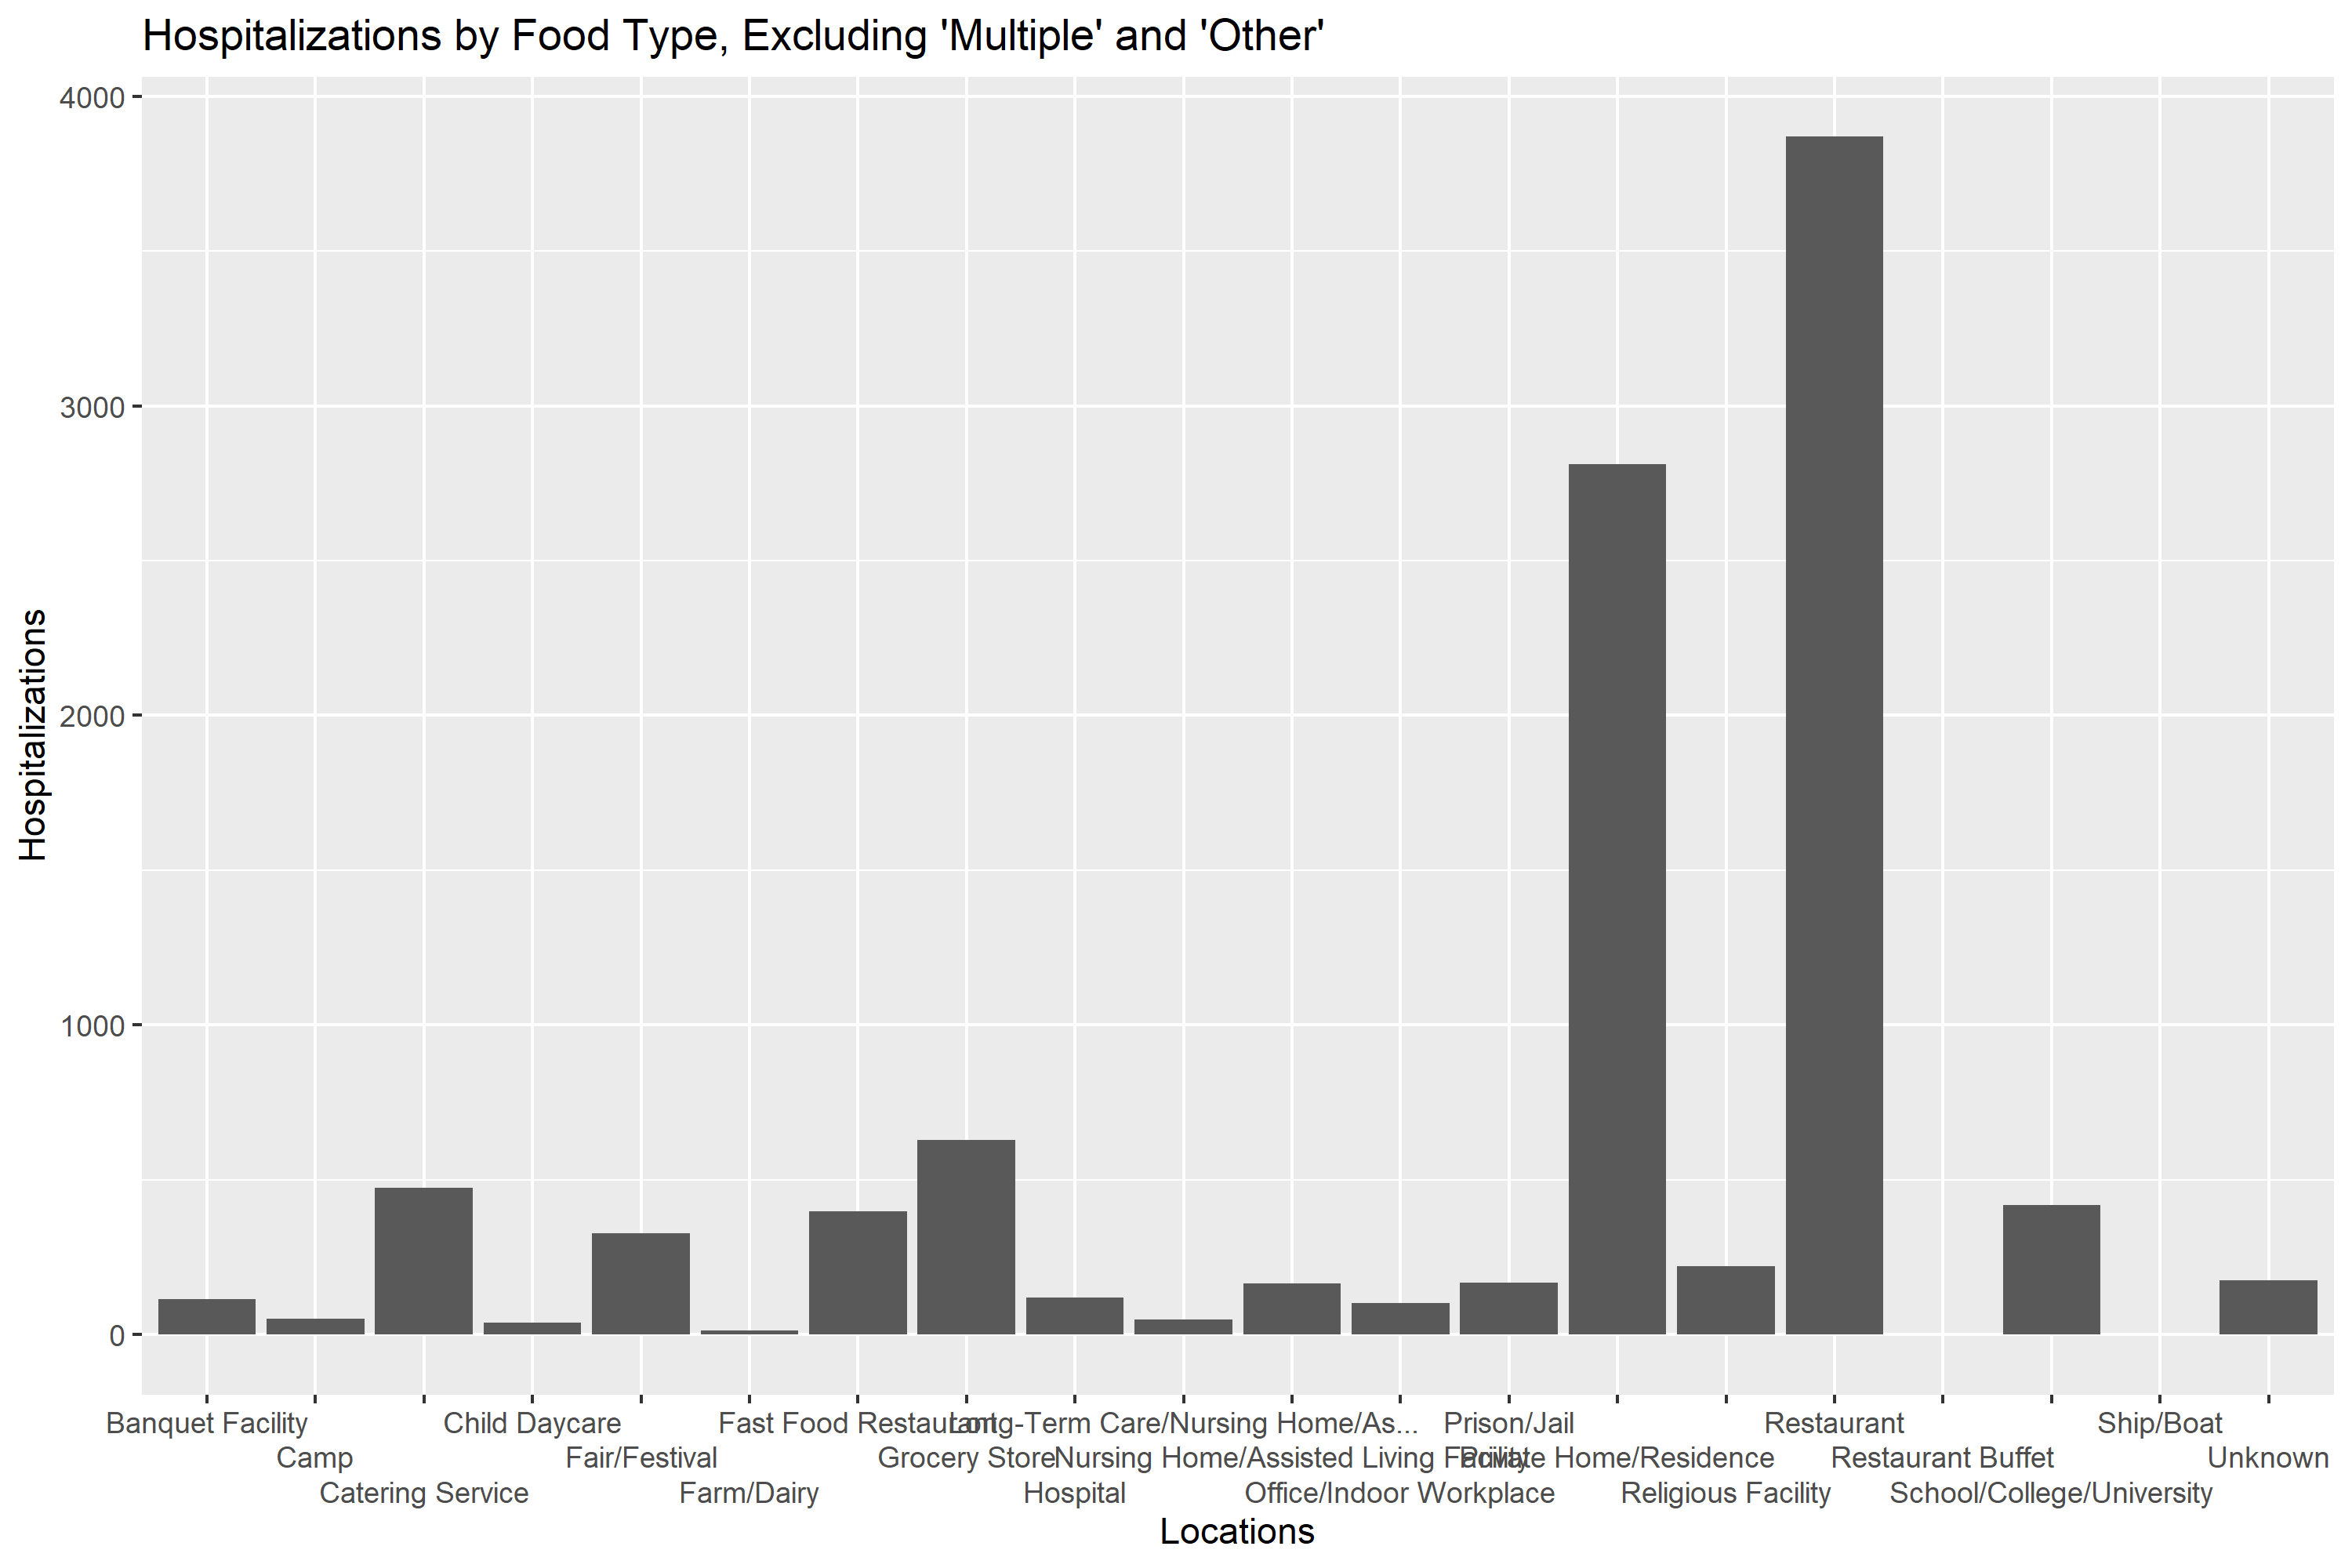 Hospitalizations by Food Type, Excluding 'Multiple' and 'Other'
4000
3000
2000
1000
0
Hospitalizations
Banquet Facility
Camp
Catering Service
Child Daycare
Fair/Festival
Farm/Dairy
Fast Food Restaurant
Grocery Store
Hospital
Long-Term Care/Nursing Home/As...
Nursing Home/Assisted Living Facility
Office/Indoor Workplace
Prison/Jail
Private Home/Residence
Religious Facility
Restaurant
Restaurant Buffet
School/College/University
Ship/Boat
Unknown
Locations